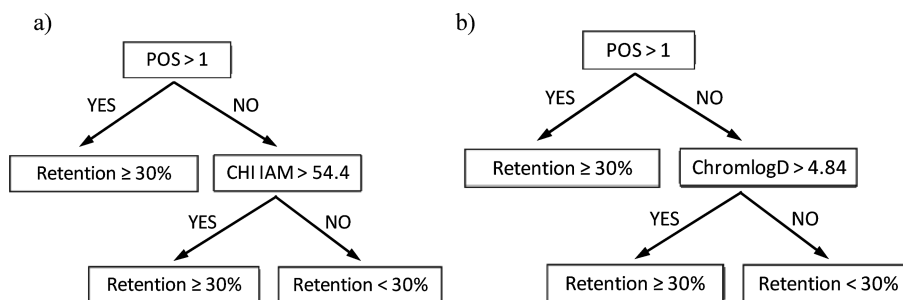 a)
POS > 1
YES
NO
Retention ≥ 30%
CHI IAM > 54.4
YES
NO
Retention ≥ 30%
Retention < 30%
b)
POS > 1
YES
NO
Retention ≥ 30%
ChromlogD > 4.84
YES
NO
Retention ≥ 30%
Retention < 30%